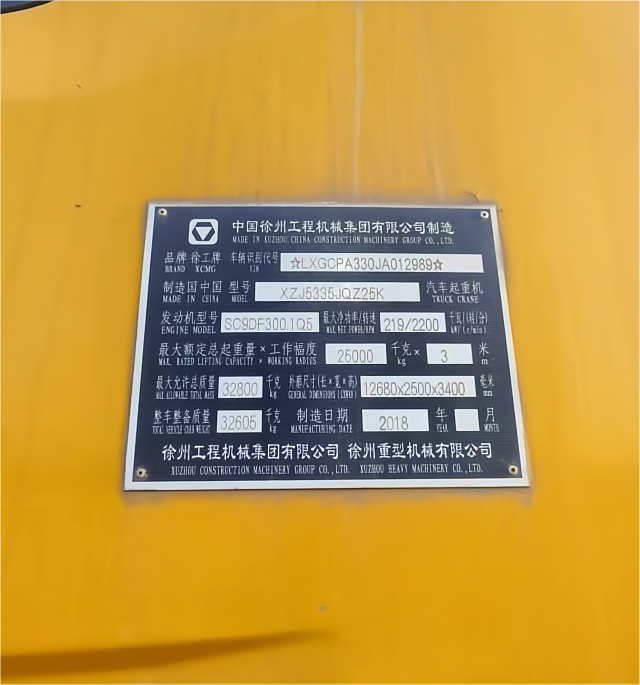 中国徐州工程机械集团有限公司制造
MADE IN XUZHOU CHINA CONSTRUCTION MACHINERY GROUP CO.,LTD.
品牌 徐工牌 车辆识别代号 ☆LXGCPA330JA012989☆
BRAND XCMG VIN
制造国中国 型号 XZJ5335JQZ25K 汽车起重机
MADE IN CHINA MODEL TRUCK CRANE
发动机型号 SC9DF300.1Q5 最大净功率/转速 219/2200 千瓦(转/分)
ENGINE MODEL MAX NET POWER/RPM kW/(r/min)
最大额定总起重量×工作幅度 25000 千克× 3 米
MAX. RATED LIFTING CAPACITY × WORKING RADIUS kg m
最大允许总质量 32800 千克 外廓尺寸(长×宽×高) 12680x2500x3400 毫米
MAX ALLOWABLE TOTAL MASS kg GENERAL DIMENSIONS (LXWXH) mm
整车整备质量 32605 千克 制造日期 2018 年 月
TOTAL VEHICLE CURB WEIGHT kg MANUFACTURING DATE YEAR MONTH
徐州工程机械集团有限公司 徐州重型机械有限公司
XUZHOU CONSTRUCTION MACHINERY GROUP CO.,LTD. XUZHOU HEAVY MACHINERY CO.,LTD.